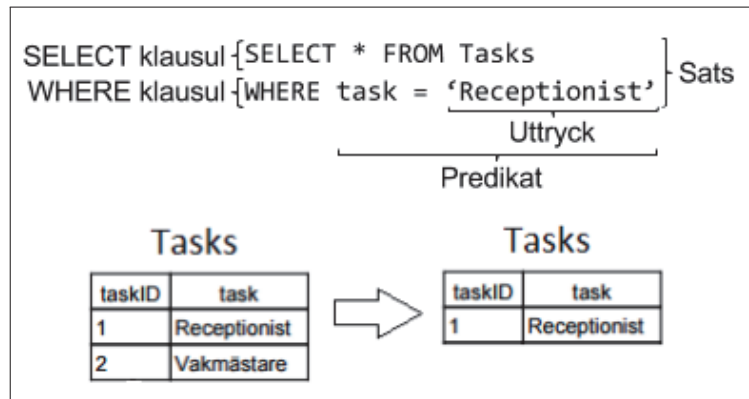 SELECT klausul {SELECT * FROM Tasks
WHERE klausul {WHERE task = ‘Receptionist’
} Sats
Uttryck
Predikat
Tasks
taskID task
1 Receptionist
2 Vakmästare
Tasks
taskID task
1 Receptionist